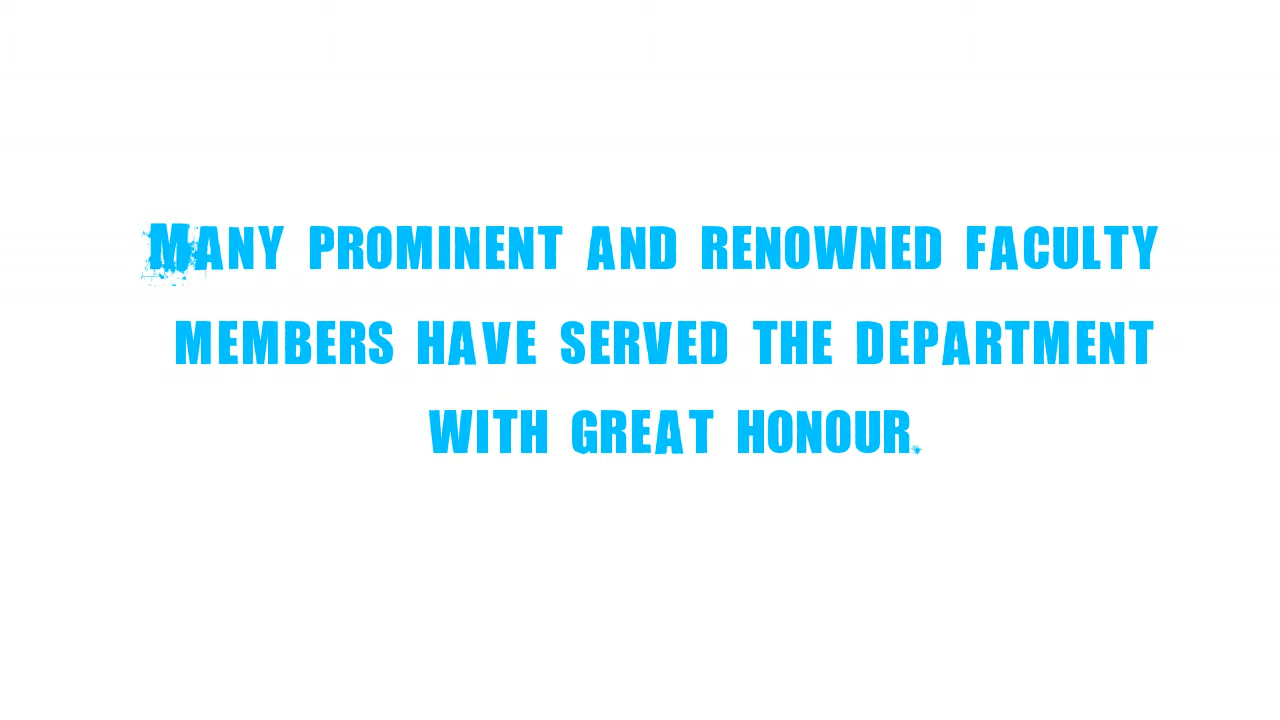 Many prominent and renowned faculty
members have served the department
with great honour.